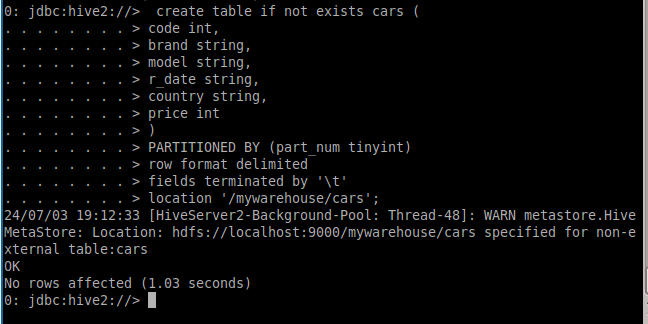 0: jdbc:hive2://>  create table if not exists cars (
. . . . . . . . > code int,
. . . . . . . . > brand string,
. . . . . . . . > model string,
. . . . . . . . > r_date string,
. . . . . . . . > country string,
. . . . . . . . > price int
. . . . . . . . > )
. . . . . . . . > PARTITIONED BY (part_num tinyint)
. . . . . . . . > row format delimited
. . . . . . . . > fields terminated by '\t'
. . . . . . . . > location '/mywarehouse/cars';
24/07/03 19:12:33 [HiveServer2-Background-Pool: Thread-48]: WARN metastore.Hive
MetaStore: Location: hdfs://localhost:9000/mywarehouse/cars specified for non-e
xternal table:cars
OK
No rows affected (1.03 seconds)
0: jdbc:hive2://>